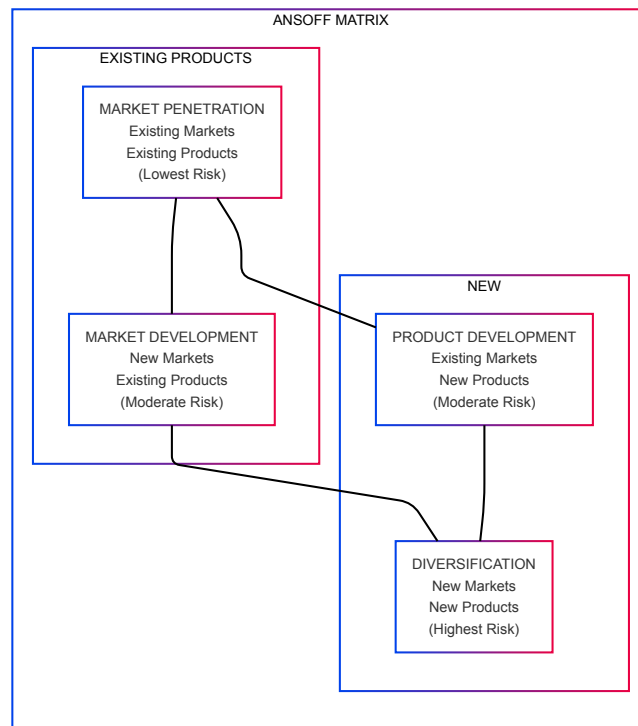 ANSOFF MATRIX
EXISTING PRODUCTS
MARKET PENETRATION
Existing Markets
Existing Products
(Lowest Risk)
MARKET DEVELOPMENT
New Markets
Existing Products
(Moderate Risk)
NEW
PRODUCT DEVELOPMENT
Existing Markets
New Products
(Moderate Risk)
DIVERSIFICATION
New Markets
New Products
(Highest Risk)